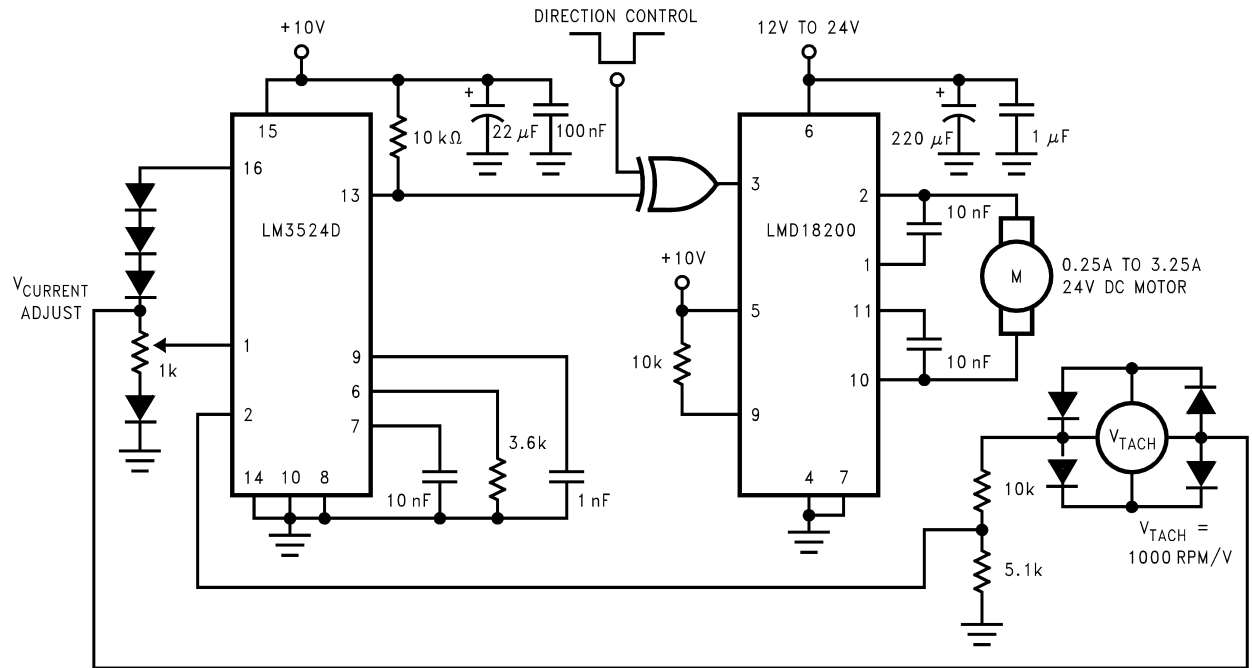 DIRECTION CONTROL
+10V
12V TO 24V
15
10 kΩ
+
22 µF
100 nF
6
+
220 µF
1 µF
16
13
3
2
10 nF
LM3524D
LMD18200
1
+10V
M
0.25A TO 3.25A
24V DC MOTOR
VCURRENT
ADJUST
5
11
1k
1
9
10k
10 nF
6
10
2
7
3.6k
9
VTACH
14
10
8
10 nF
1 nF
4
7
10k
VTACH =
1000 RPM/V
5.1k